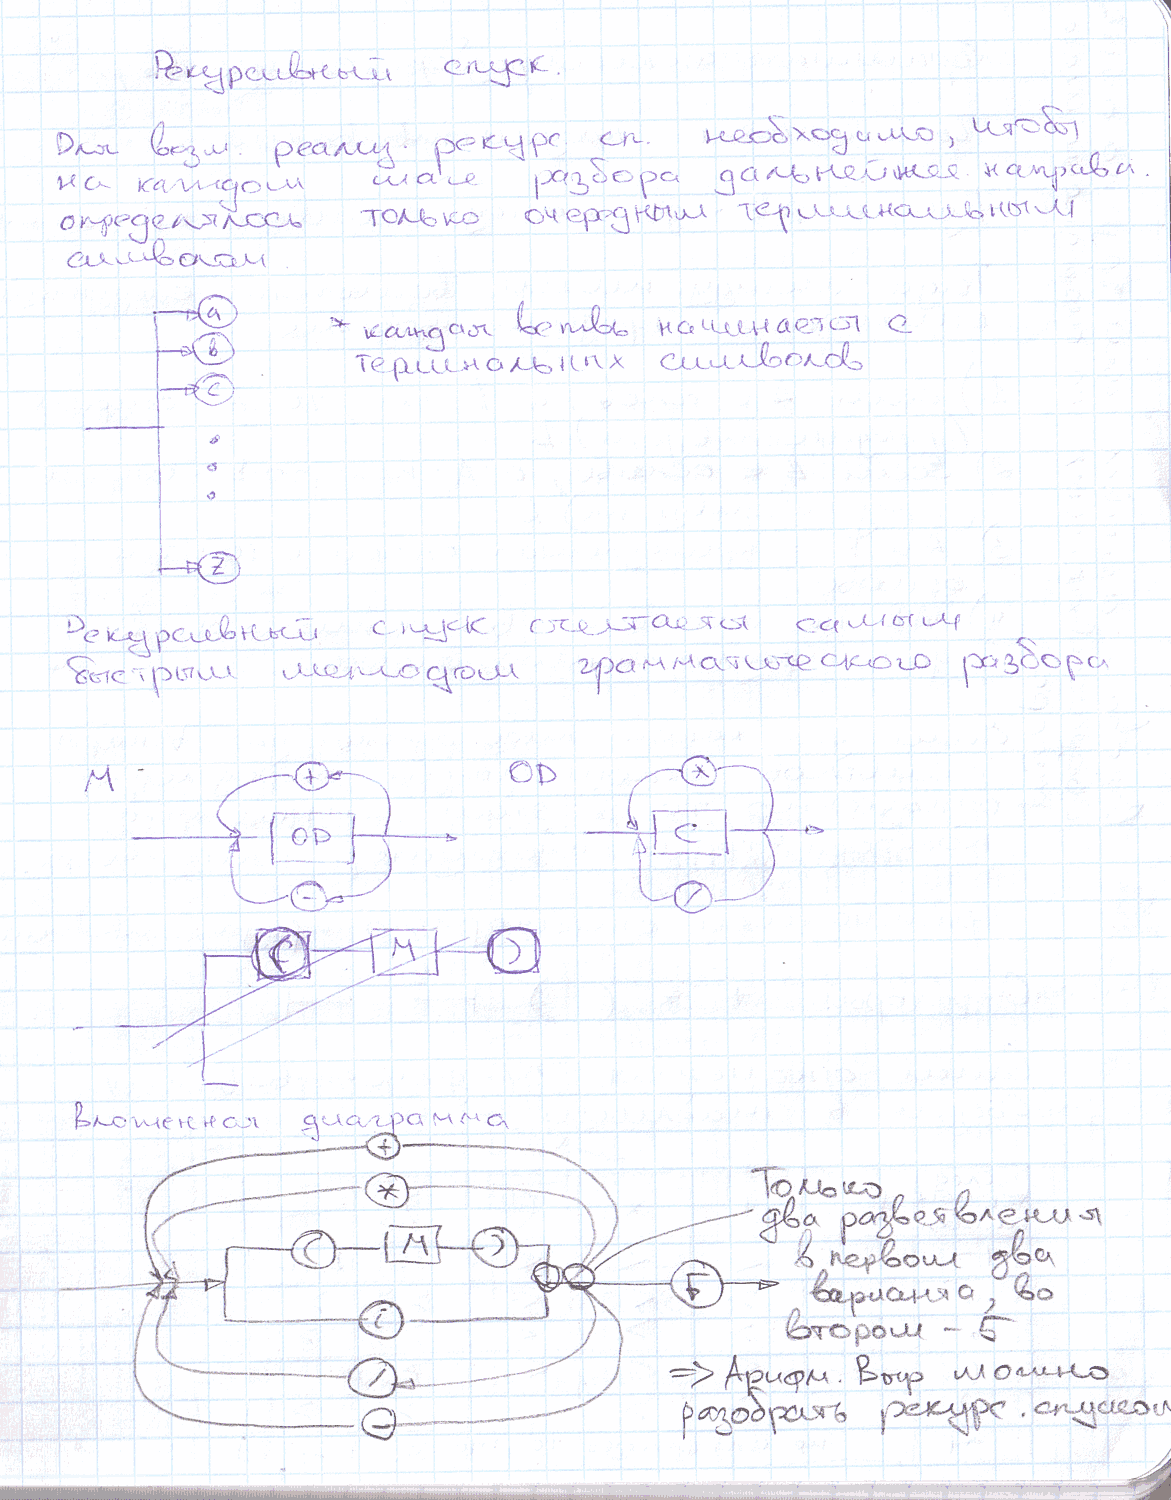 Рекурсивный спуск.
Для возм. реализ. рекурс сп. необходимо, чтобы
на каждом шаге разбора дальнейшее направл.
определялось только очередным терминальным
символом
a
b
c
Z
* каждая ветвь начинается с
терминальных символов
Рекурсивный спуск считается самым
быстрым методом грамматического разбора
M
+
OD
-
OD
*
C
/
(
M
)
Вложенная диаграмма
+
*
( M )
i
/
-
Б
Только
два разветвления
в первом два
варианта, во
втором - 5
=> Арифм. Выр можно
разобрать рекурс. спуском